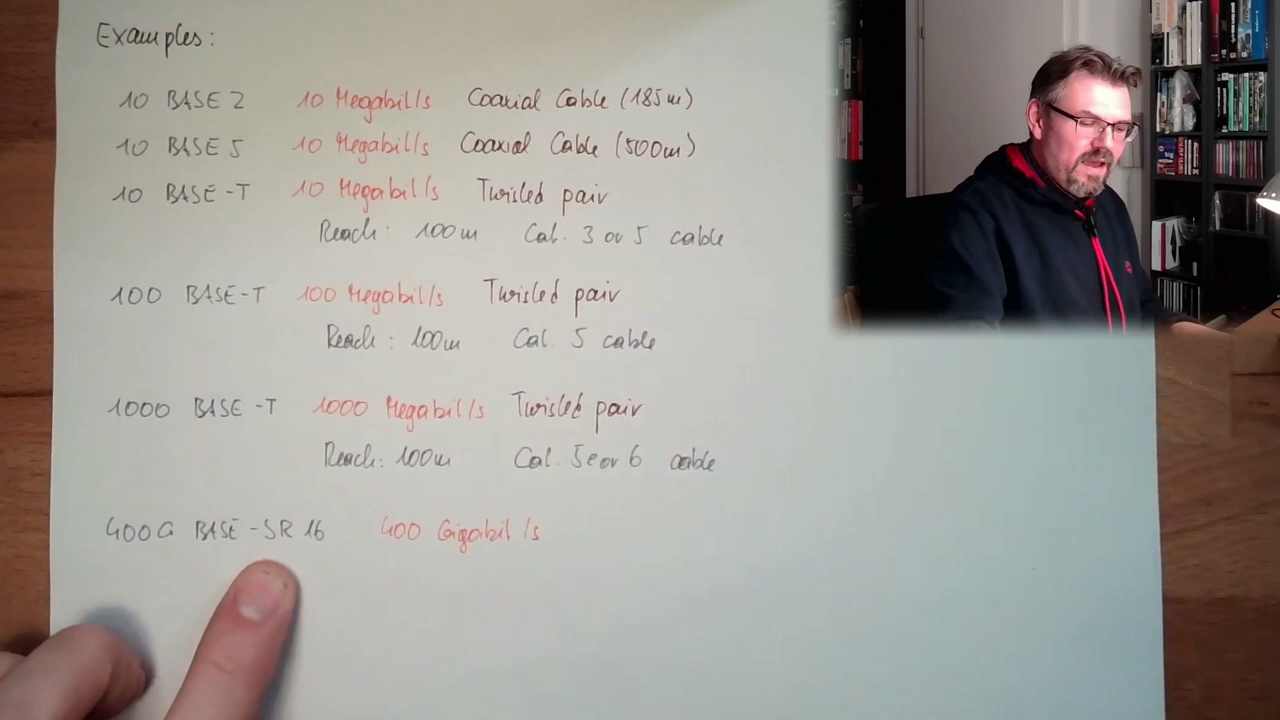 Examples:
10 BASE 2 10 Megabit/s Coaxial Cable (185m)
10 BASE 5 10 Megabit/s Coaxial Cable (500m)
10 BASE-T 10 Megabit/s Twisted pair
Reach: 100m Cat. 3 or 5 cable
100 BASE-T 100 Megabit/s Twisted pair
Reach: 100m Cat. 5 cable
1000 BASE-T 1000 Megabit/s Twisted pair
Reach: 100m Cat. 5e or 6 cable
400G BASE-SR 16 400 Gigabit/s